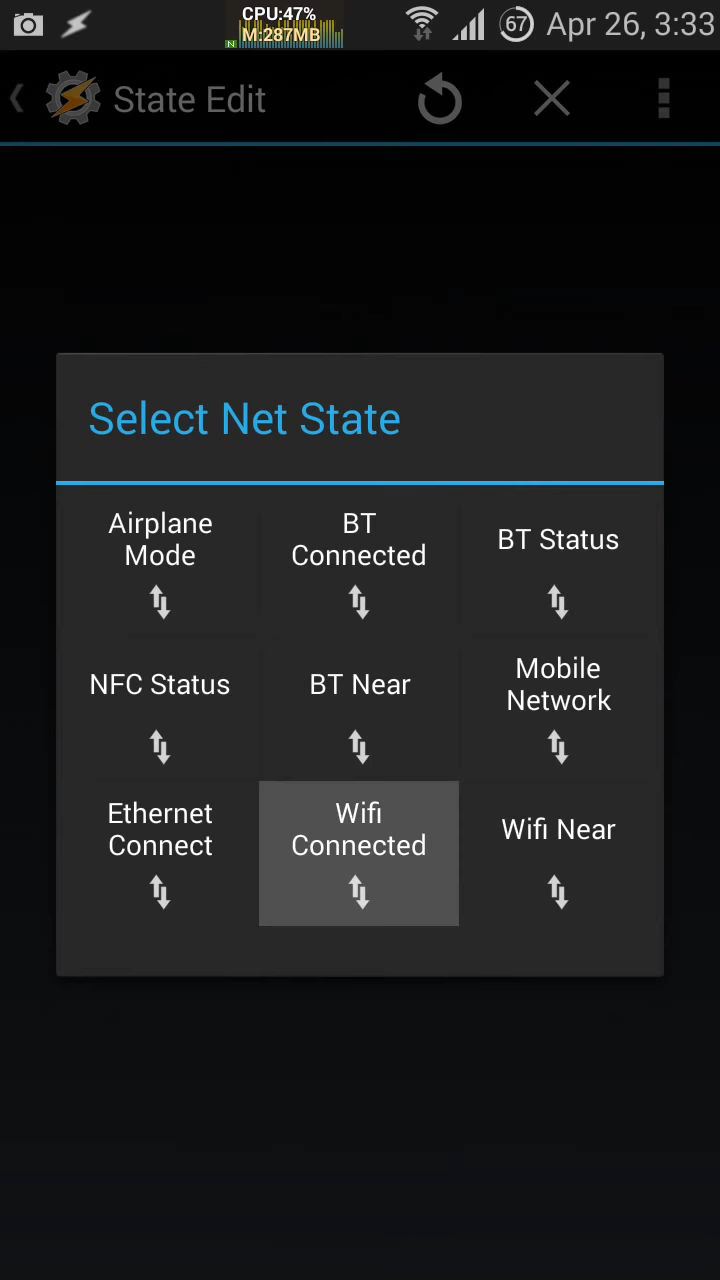 CPU:47%
N M:287MB
67
Apr 26, 3:33
State Edit
Select Net State
Airplane
Mode
BT
Connected
BT Status
NFC Status
BT Near
Mobile
Network
Ethernet
Connect
Wifi
Connected
Wifi Near